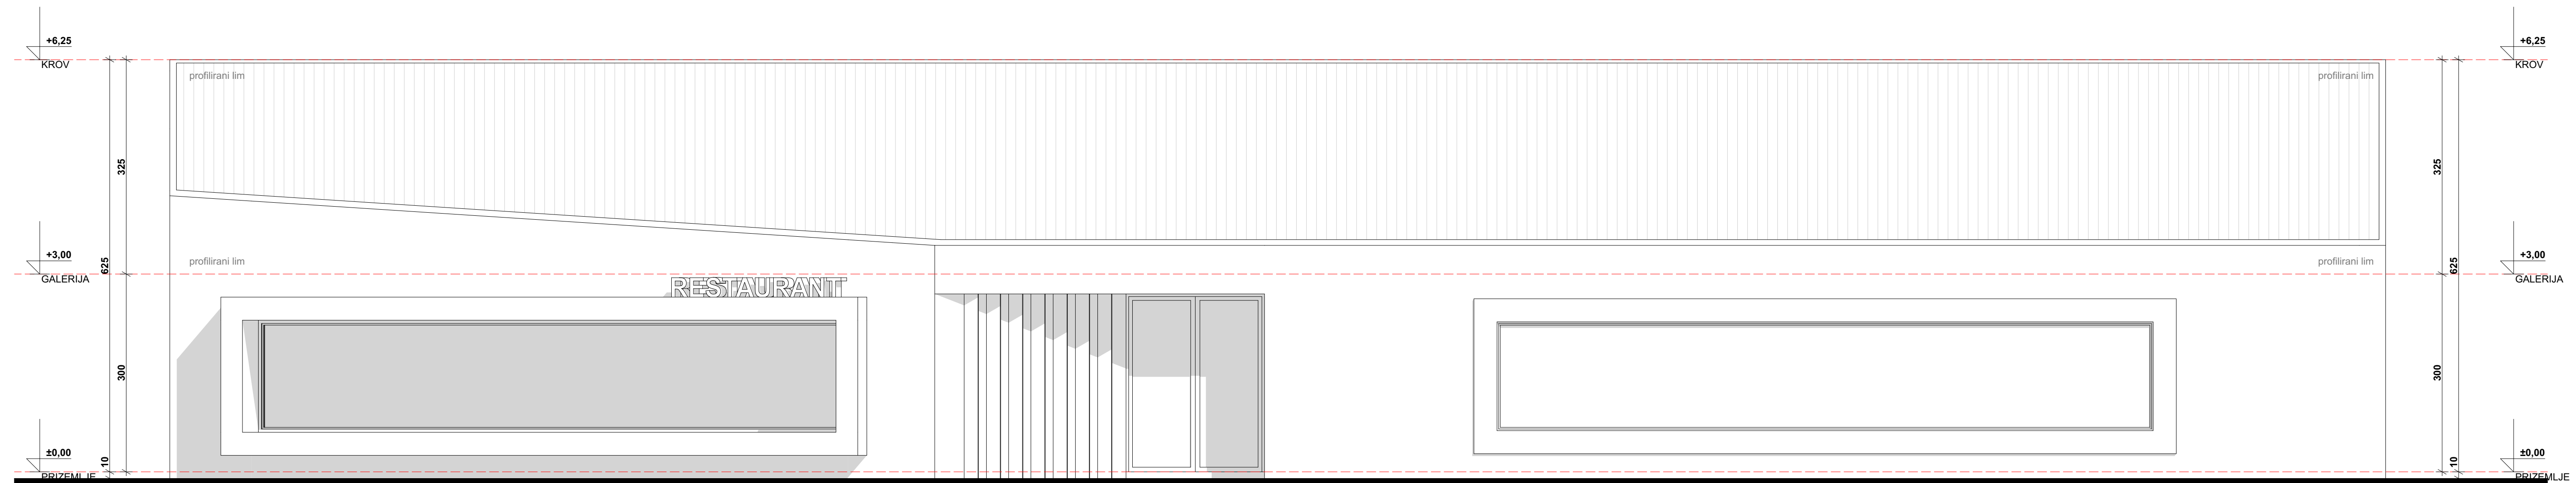 +6,25
KROV
+6,25
KROV
profilirani lim
profilirani lim
325
325
+3,00
GALERIJA
625
profilirani lim
profilirani lim
625
+3,00
GALERIJA
RESTAURANT
300
300
±0,00
PRIZEMLJE
10
10
±0,00
PRIZEMLJE